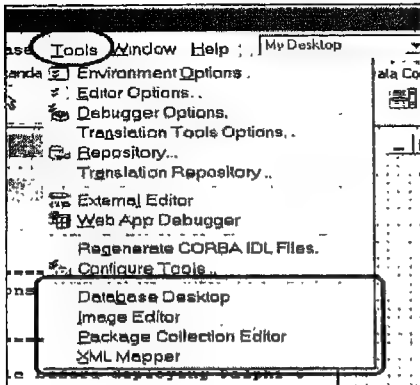 Tools Window Help My Desktop
Environment Options.
Editor Options..
Debugger Options.
Translation Tools Options..
Repository...
Translation Repository..
External Editor
Web App Debugger
Regenerate CORBA IDL Files.
Configure Tools..
Database Desktop
Image Editor
Package Collection Editor
XML Mapper